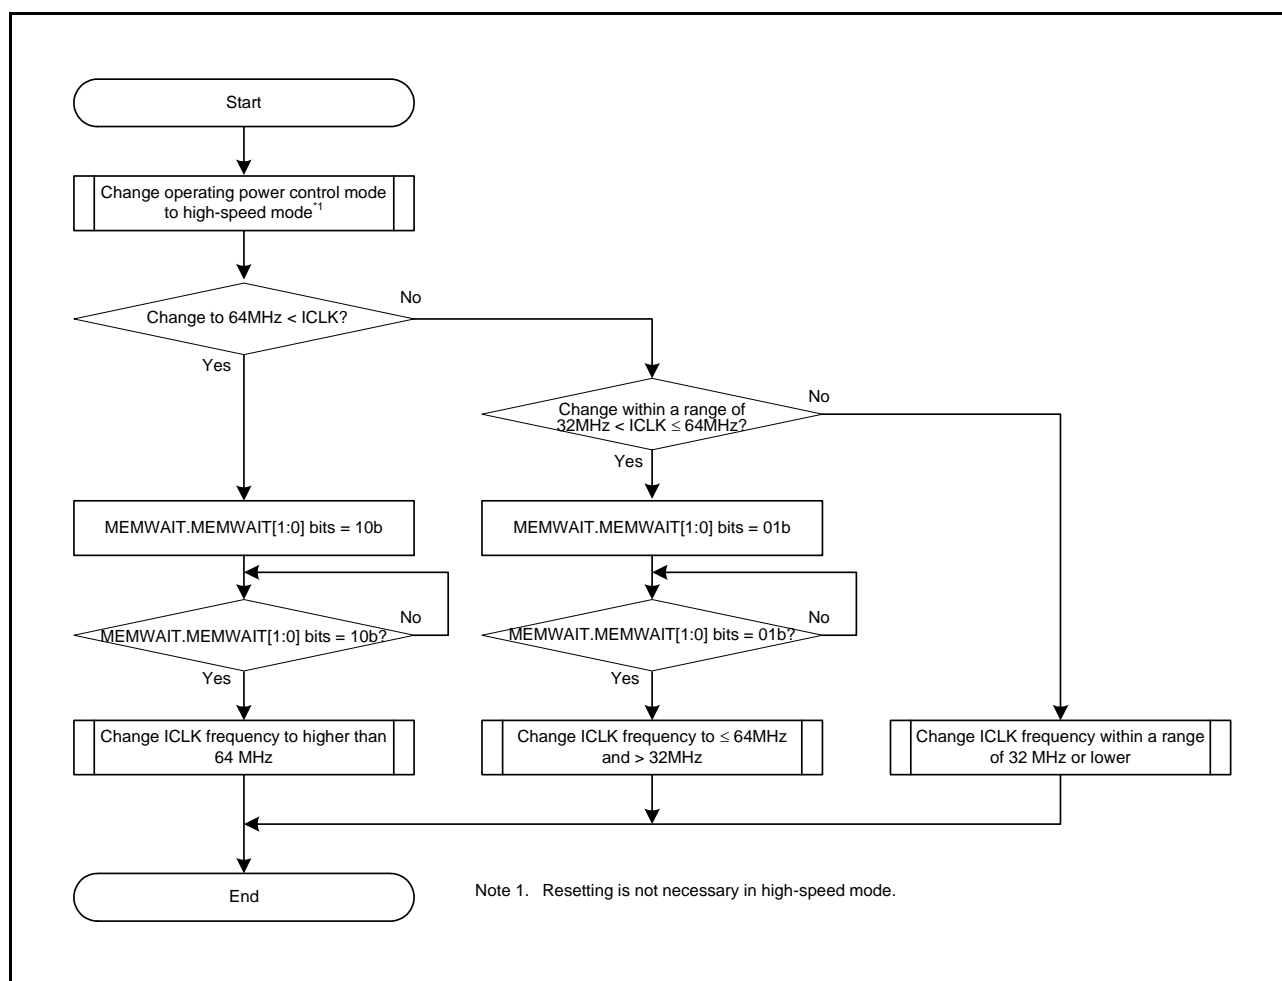 Start
Change operating power control mode
to high-speed mode*1
Change to 64MHz < ICLK?
No
Yes
Change within a range of
32MHz < ICLK ≤ 64MHz?
No
Yes
MEMWAIT.MEMWAIT[1:0] bits = 10b
MEMWAIT.MEMWAIT[1:0] bits = 01b
MEMWAIT.MEMWAIT[1:0] bits = 10b?
No
Yes
MEMWAIT.MEMWAIT[1:0] bits = 01b?
No
Yes
Change ICLK frequency to higher than
64 MHz
Change ICLK frequency to ≤ 64MHz
and > 32MHz
Change ICLK frequency within a range
of 32 MHz or lower
End
Note 1. Resetting is not necessary in high-speed mode.